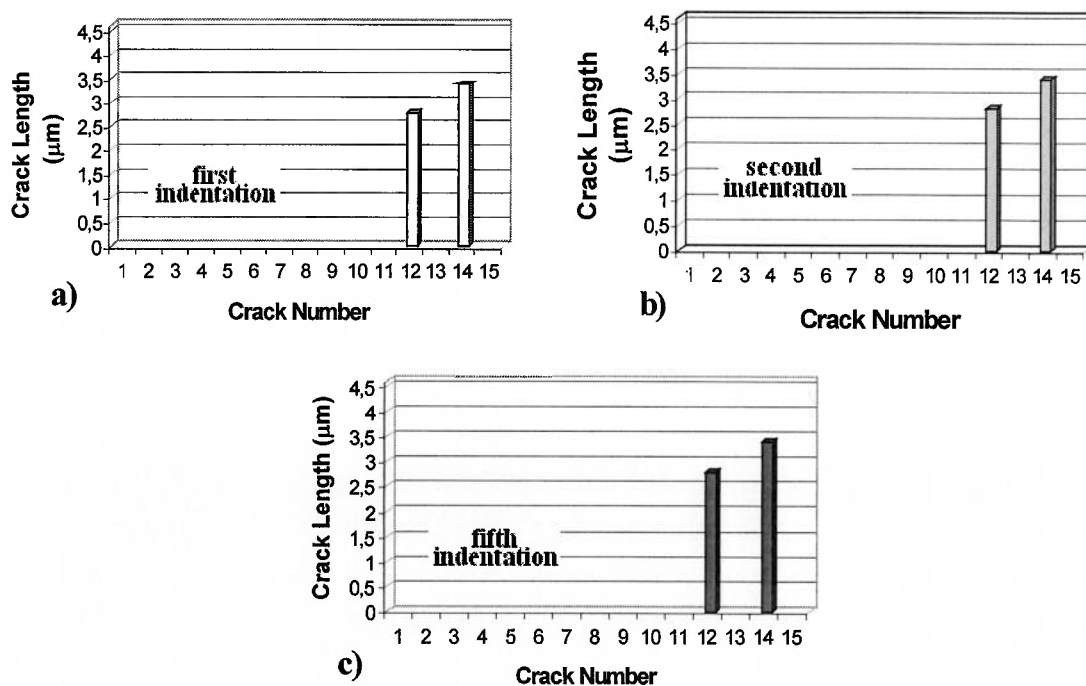 4,5
4
3,5
3
2,5
2
1,5
1
0,5
0
Crack Length
(µm)
first
indentation
1 2 3 4 5 6 7 8 9 10 11 12 13 14 15
a)
Crack Number
4,5
4
3,5
3
2,5
2
1,5
1
0,5
0
Crack Length
(µm)
second
indentation
1 2 3 4 5 6 7 8 9 10 11 12 13 14 15
b)
Crack Number
4,5
4
3,5
3
2,5
2
1,5
1
0,5
0
Crack Length (µm)
fifth
indentation
1 2 3 4 5 6 7 8 9 10 11 12 13 14 15
c)
Crack Number